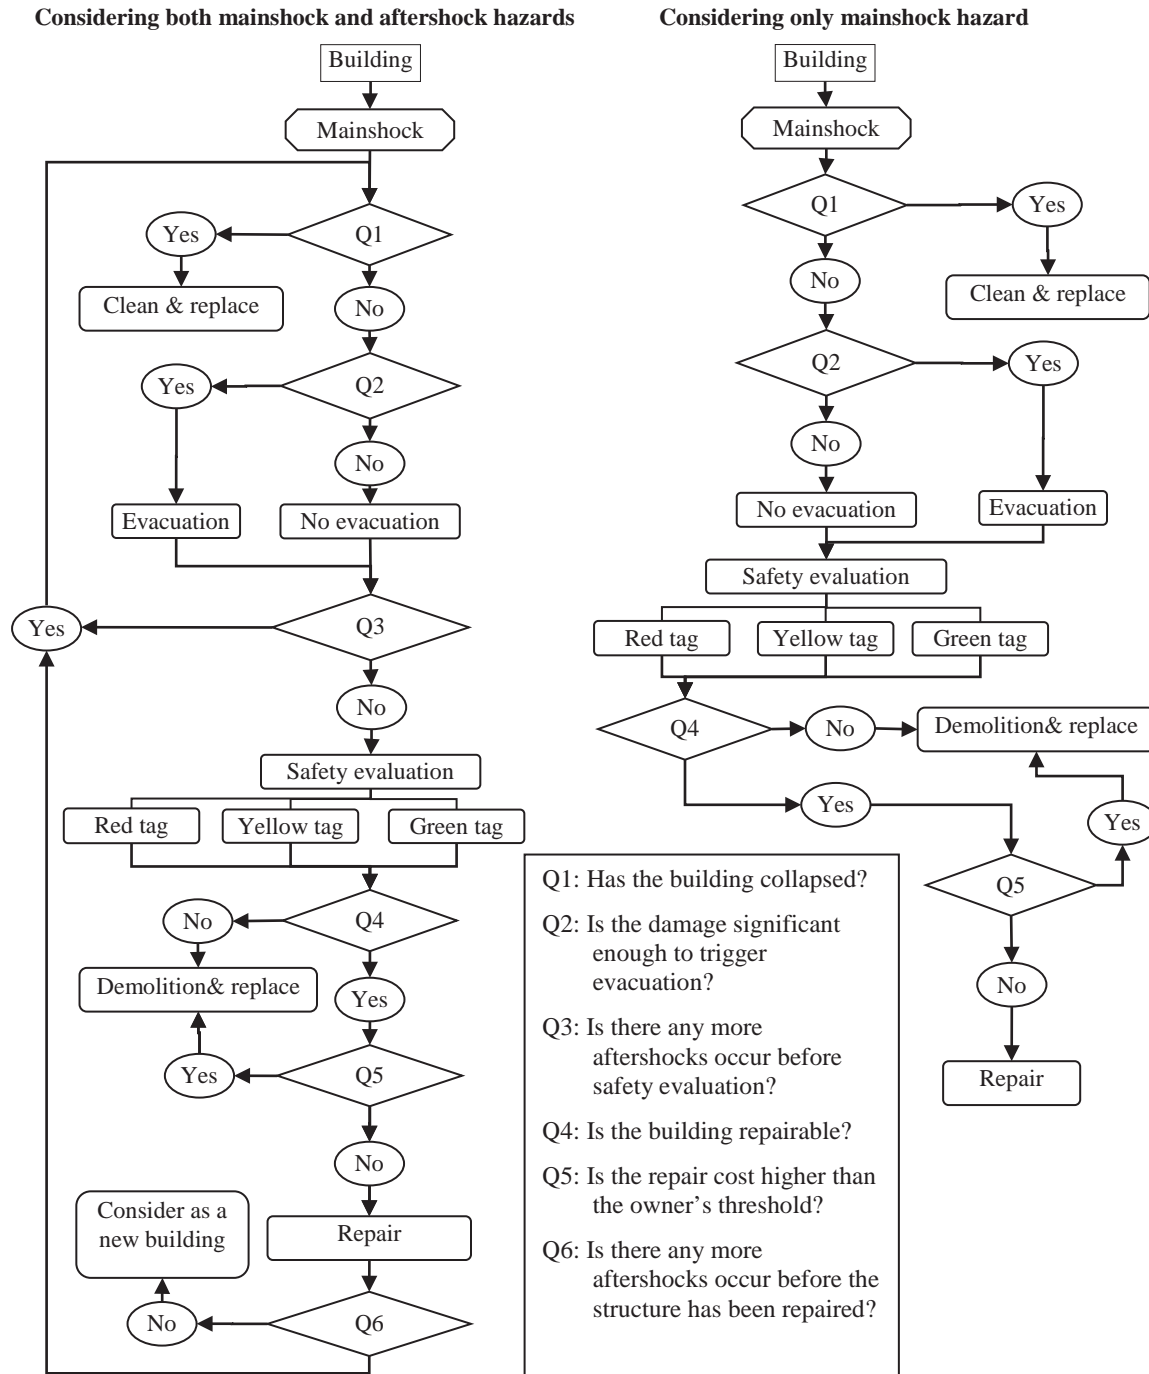 Considering both mainshock and aftershock hazards
Building
Mainshock
Q1
Yes
Clean & replace
No
Q2
Yes
No
Evacuation
No evacuation
Q3
Yes
No
Safety evaluation
Red tag
Yellow tag
Green tag
Q4
No
Demolition& replace
Yes
Q5
Yes
No
Repair
Consider as a
new building
Q6
No
Considering only mainshock hazard
Building
Mainshock
Q1
Yes
Clean & replace
No
Q2
Yes
No
No evacuation
Evacuation
Safety evaluation
Red tag
Yellow tag
Green tag
Q4
No
Demolition& replace
Yes
Yes
Q5
No
Repair
Q1: Has the building collapsed?
Q2: Is the damage significant
enough to trigger
evacuation?
Q3: Is there any more
aftershocks occur before
safety evaluation?
Q4: Is the building repairable?
Q5: Is the repair cost higher than
the owner’s threshold?
Q6: Is there any more
aftershocks occur before the
structure has been repaired?